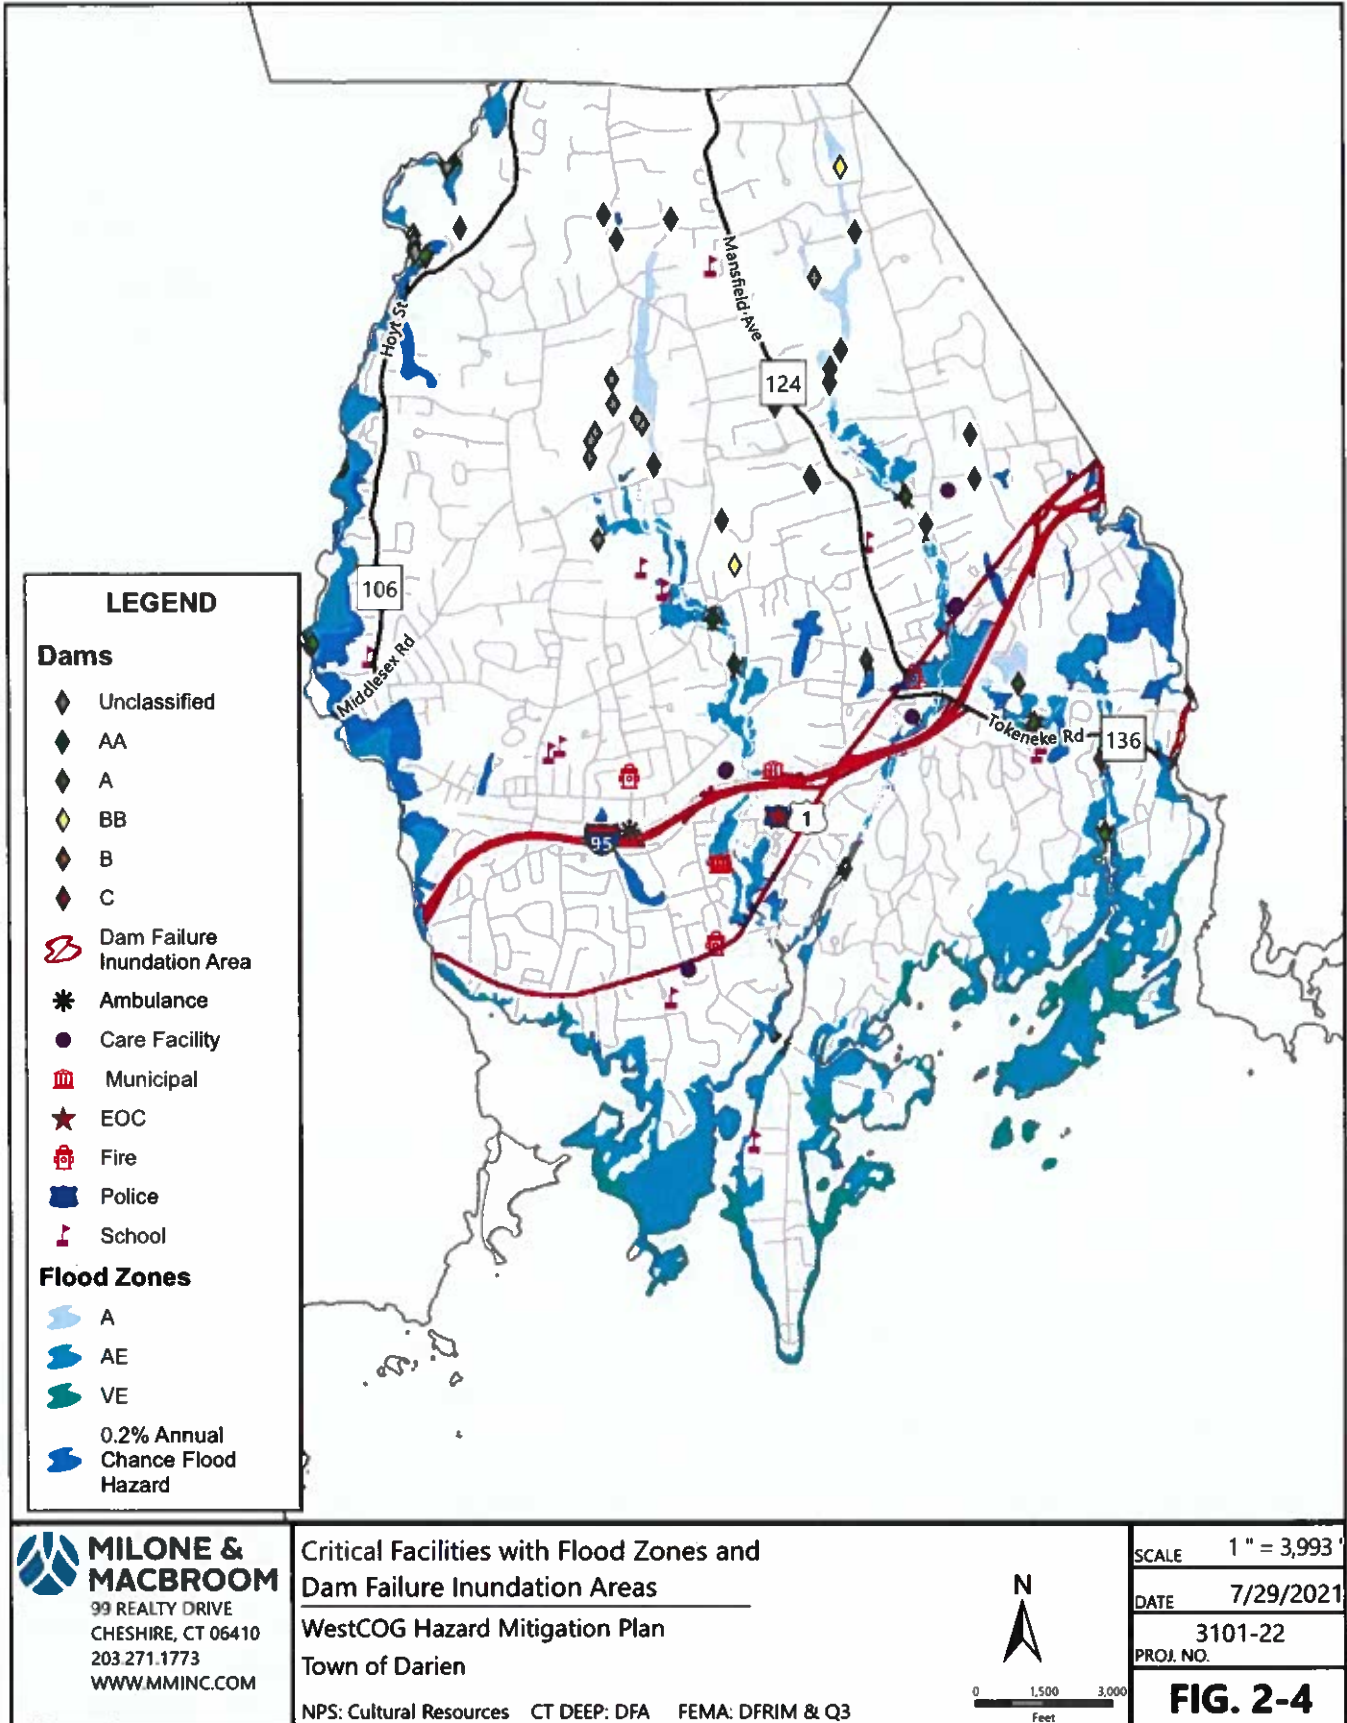 Hoyt St
Mansfield Ave
124
106
Middlesex Rd
Tokeneke Rd
136
1
95
LEGEND
Dams
Unclassified
AA
A
BB
B
C
Dam Failure
Inundation Area
Ambulance
Care Facility
Municipal
EOC
Fire
Police
School
Flood Zones
A
AE
VE
0.2% Annual
Chance Flood
Hazard
MILONE &
MACBROOM
99 REALTY DRIVE
CHESHIRE, CT 06410
203.271.1773
WWW.MMINC.COM
Critical Facilities with Flood Zones and
Dam Failure Inundation Areas
WestCOG Hazard Mitigation Plan
Town of Darien
NPS: Cultural Resources CT DEEP: DFA FEMA: DFRIM & Q3
N
0 1,500 3,000
Feet
SCALE 1 " = 3,993 '
DATE 7/29/2021
3101-22
PROJ. NO.
FIG. 2-4